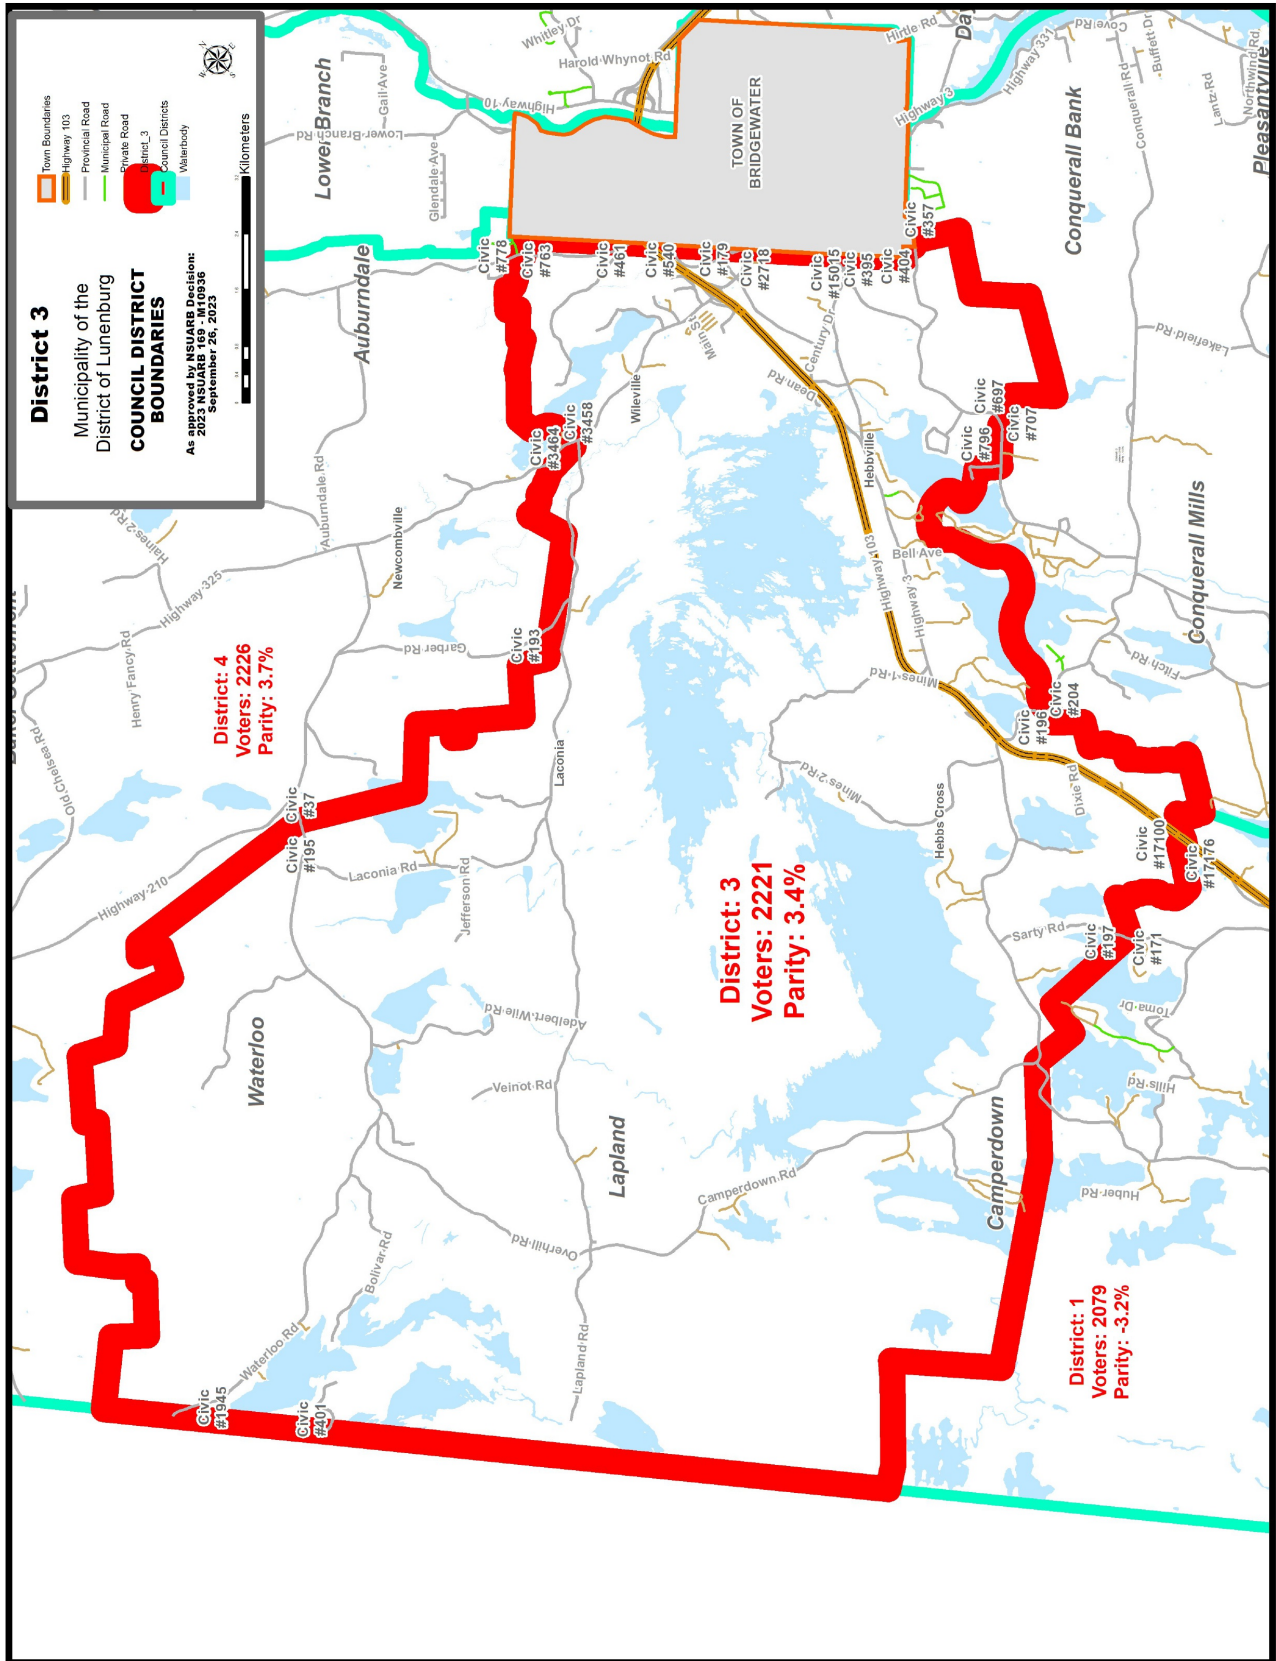 District 3
Municipality of the
District of Lunenburg
COUNCIL DISTRICT
BOUNDARIES
As approved by NSUARB Decision:
2023 NSUARB 169 - M10936
September 26, 2023
Town Boundaries
Highway 103
Provincial Road
Municipal Road
Private Road
District_3
Council Districts
Waterbody
Kilometers
N
E
S
W
Lower Branch
Lower Branch Rd
Gail Ave
Glendale Ave
Highway 10
Whitley Dr
Harold Whynot Rd
Hirtle Rd
TOWN OF
BRIDGEWATER
Highway 3
Highway 331
Cove Rd
Buffett Dr
Conquerall Rd
Lantz Rd
Northwind Rd
Pleasantville
Conquerall Bank
Lakefield Rd
Auburndale
Auburndale Rd
Haines 2 Rd
Highway 325
Newcombville
Henry Fancy Rd
Garber Rd
Old Chelsea Rd
Highway 210
District: 4
Voters: 2226
Parity: 3.7%
Civic
#778
Civic
#763
Civic
#461
Civic
#540
Civic
#179
Civic
#2718
Civic
#15015
Civic
#395
Civic
#404
Civic
#357
Civic
#3464
Civic
#3458
Civic
#193
Civic
#37
Civic
#195
Civic
#697
Civic
#707
Civic
#796
Civic
#196
Civic
#204
Civic
#17100
Civic
#17176
Civic
#197
Civic
#171
Civic
#1945
Civic
#401
Main St
Wileville
Century Dr
Dean Rd
Hebbville
Bell Ave
Highway 103
Highway 3
Mines 1 Rd
Mines 2 Rd
Conquerall Mills
Fitch Rd
Dixie Rd
Hebbs Cross
Sarty Rd
Toma Dr
Hills Rd
Huber Rd
Laconia
Laconia Rd
Jefferson Rd
Adelbert Wile Rd
Veinot Rd
Waterloo
Lapland
Camperdown
Camperdown Rd
Overhill Rd
Bolivar Rd
Waterloo Rd
Lapland Rd
District: 3
Voters: 2221
Parity: 3.4%
District: 1
Voters: 2079
Parity: -3.2%